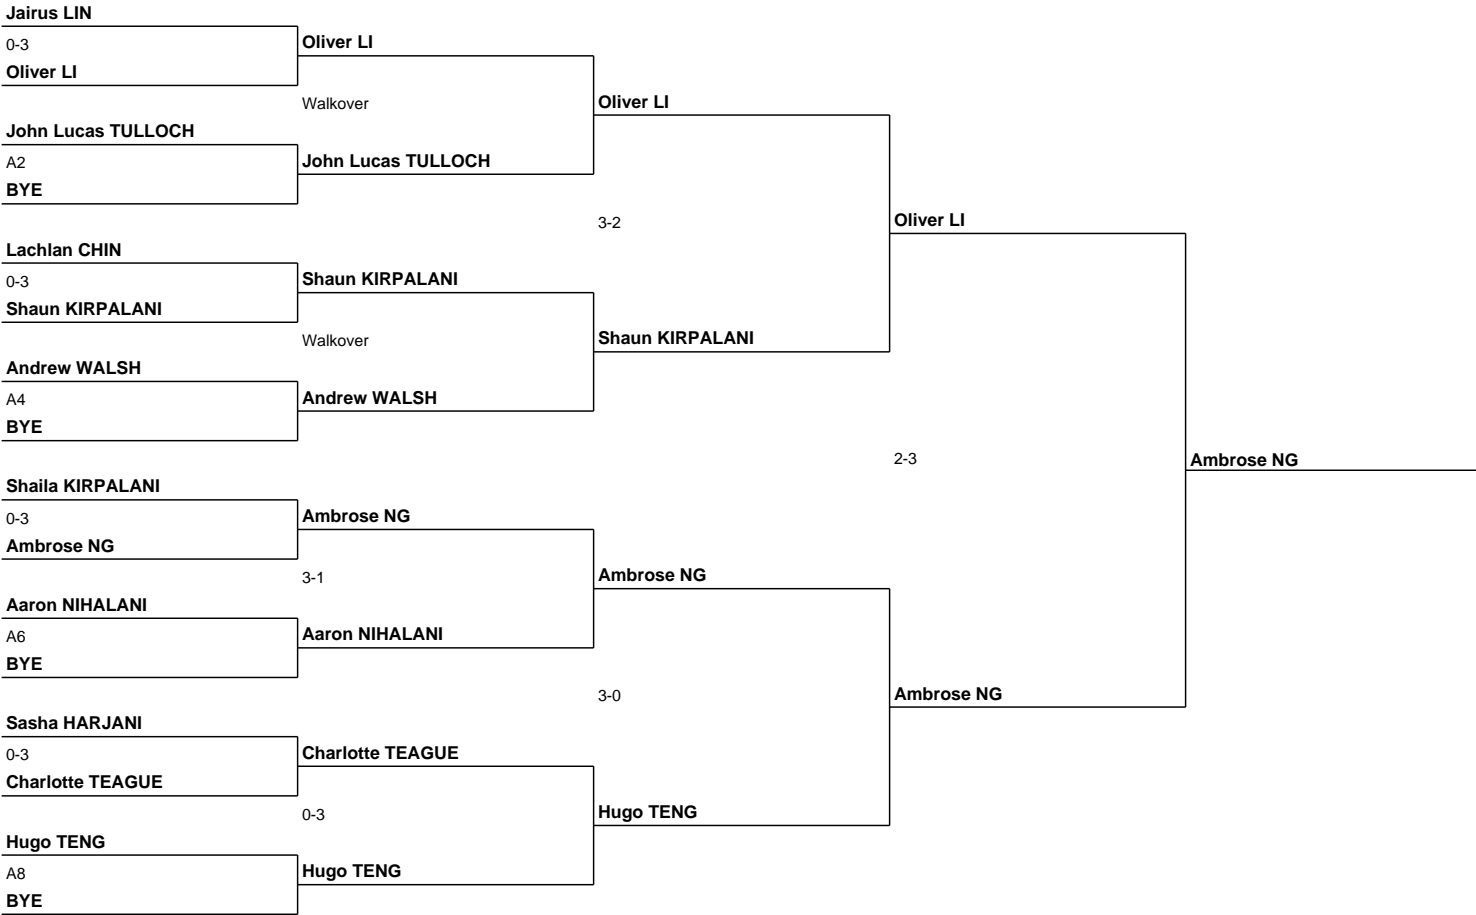 Jairus LIN
0-3
Oliver LI
John Lucas TULLOCH
A2
BYE
Lachlan CHIN
0-3
Shaun KIRPALANI
Andrew WALSH
A4
BYE
Shaila KIRPALANI
0-3
Ambrose NG
Aaron NIHALANI
A6
BYE
Sasha HARJANI
0-3
Charlotte TEAGUE
Hugo TENG
A8
BYE
Oliver LI
Walkover
John Lucas TULLOCH
Shaun KIRPALANI
Walkover
Andrew WALSH
Ambrose NG
3-1
Aaron NIHALANI
Charlotte TEAGUE
0-3
Hugo TENG
Oliver LI
3-2
Shaun KIRPALANI
Ambrose NG
3-0
Hugo TENG
Oliver LI
2-3
Ambrose NG
Ambrose NG